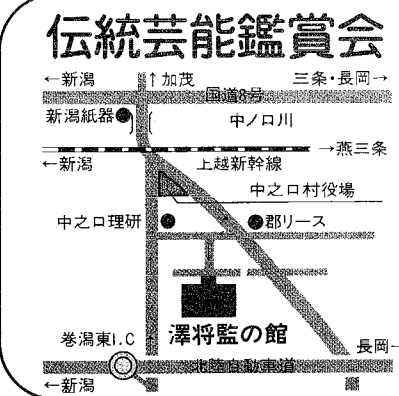 伝統芸能鑑賞会
←新潟 ↑加茂 三条・長岡→
国道8号
新潟紙器 中ノ口川
→燕三条
←新潟 上越新幹線
中之口村役場
中之口理研 郡リース
澤将監の館
巻潟東I.C
長岡→
北陸自動車道
←新潟